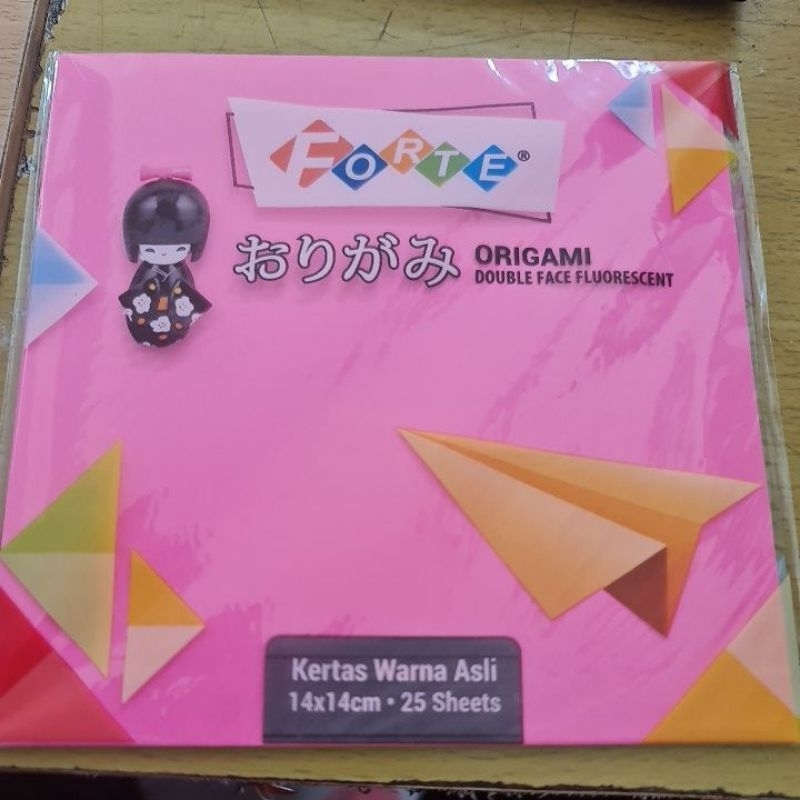 FORTE®
おりがみ
ORIGAMI
DOUBLE FACE FLUORESCENT
Kertas Warna Asli
14x14cm • 25 Sheets